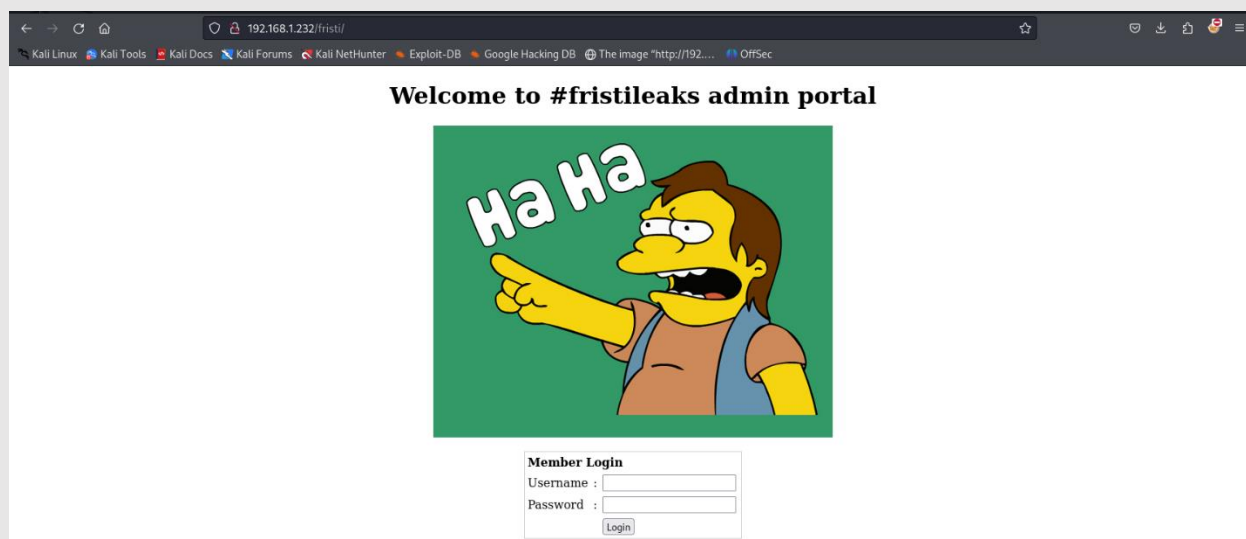 192.168.1.232/fristi/
Kali Linux Kali Tools Kali Docs Kali Forums Kali NetHunter Exploit-DB Google Hacking DB The image "http://192.... OffSec
Welcome to #fristileaks admin portal
Ha Ha
Member Login
Username :
Password :
Login